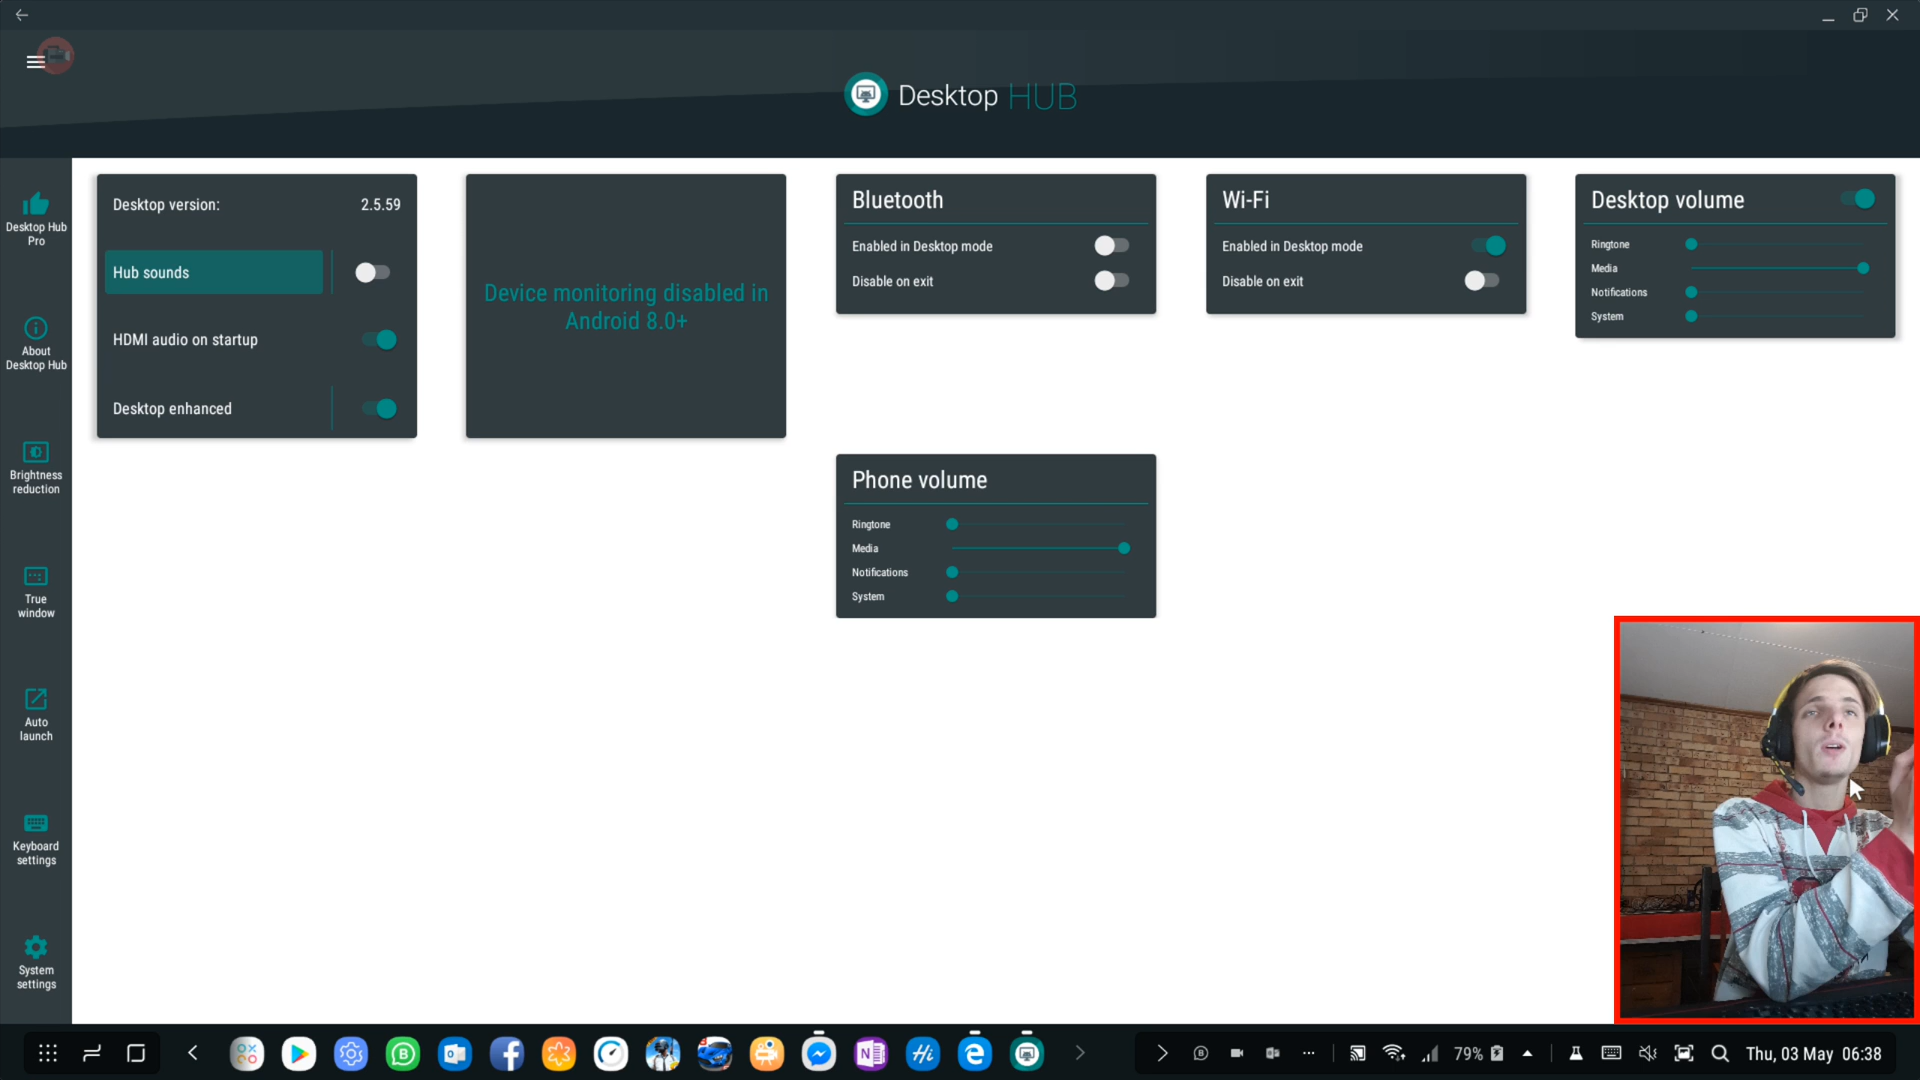 Desktop HUB
Desktop Hub
Pro
About
Desktop Hub
Brightness
reduction
True
window
Auto
launch
Keyboard
settings
System
settings
Desktop version: 2.5.59
Hub sounds
HDMI audio on startup
Desktop enhanced
Device monitoring disabled in
Android 8.0+
Bluetooth
Enabled in Desktop mode
Disable on exit
Wi-Fi
Enabled in Desktop mode
Disable on exit
Desktop volume
Ringtone
Media
Notifications
System
Phone volume
Ringtone
Media
Notifications
System
79%
Thu, 03 May 06:38